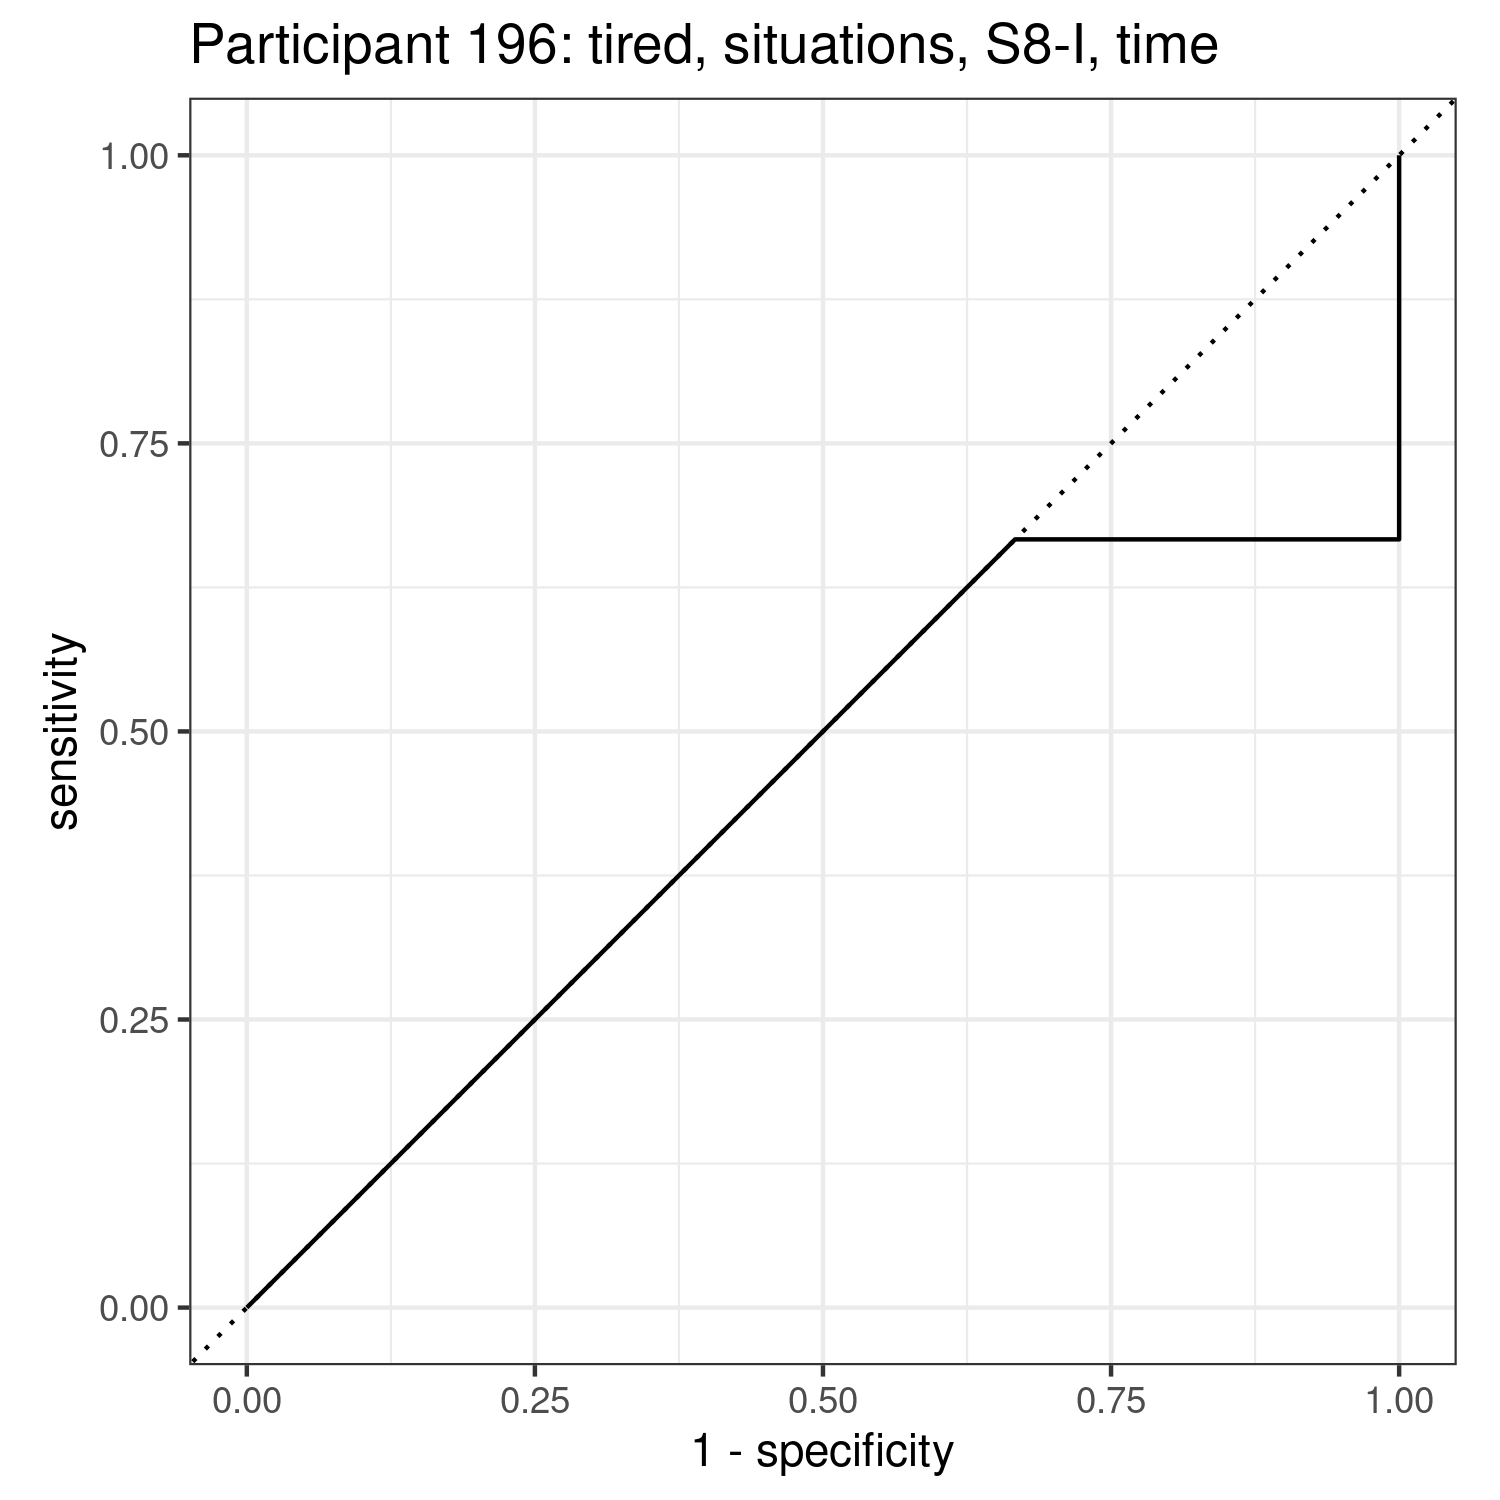 Participant 196: tired, situations, S8-I, time
1.00
0.75
0.50
0.25
0.00
sensitivity
0.00 0.25 0.50 0.75 1.00
1 - specificity